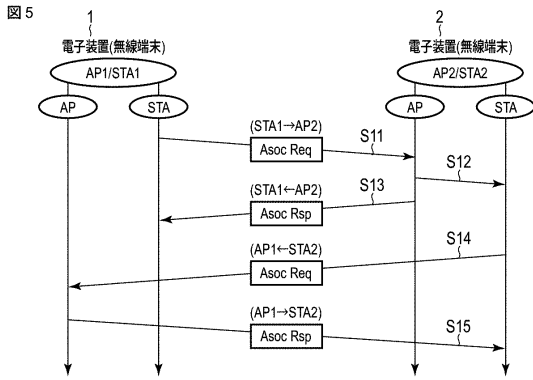 図5
1
2
電子装置(無線端末)
電子装置(無線端末)
AP1/STA1
AP2/STA2
AP
STA
AP
STA
(STA1→AP2)
Asoc Req
S11
S12
(STA1←AP2)
Asoc Rsp
S13
(AP1←STA2)
Asoc Req
S14
(AP1→STA2)
Asoc Rsp
S15